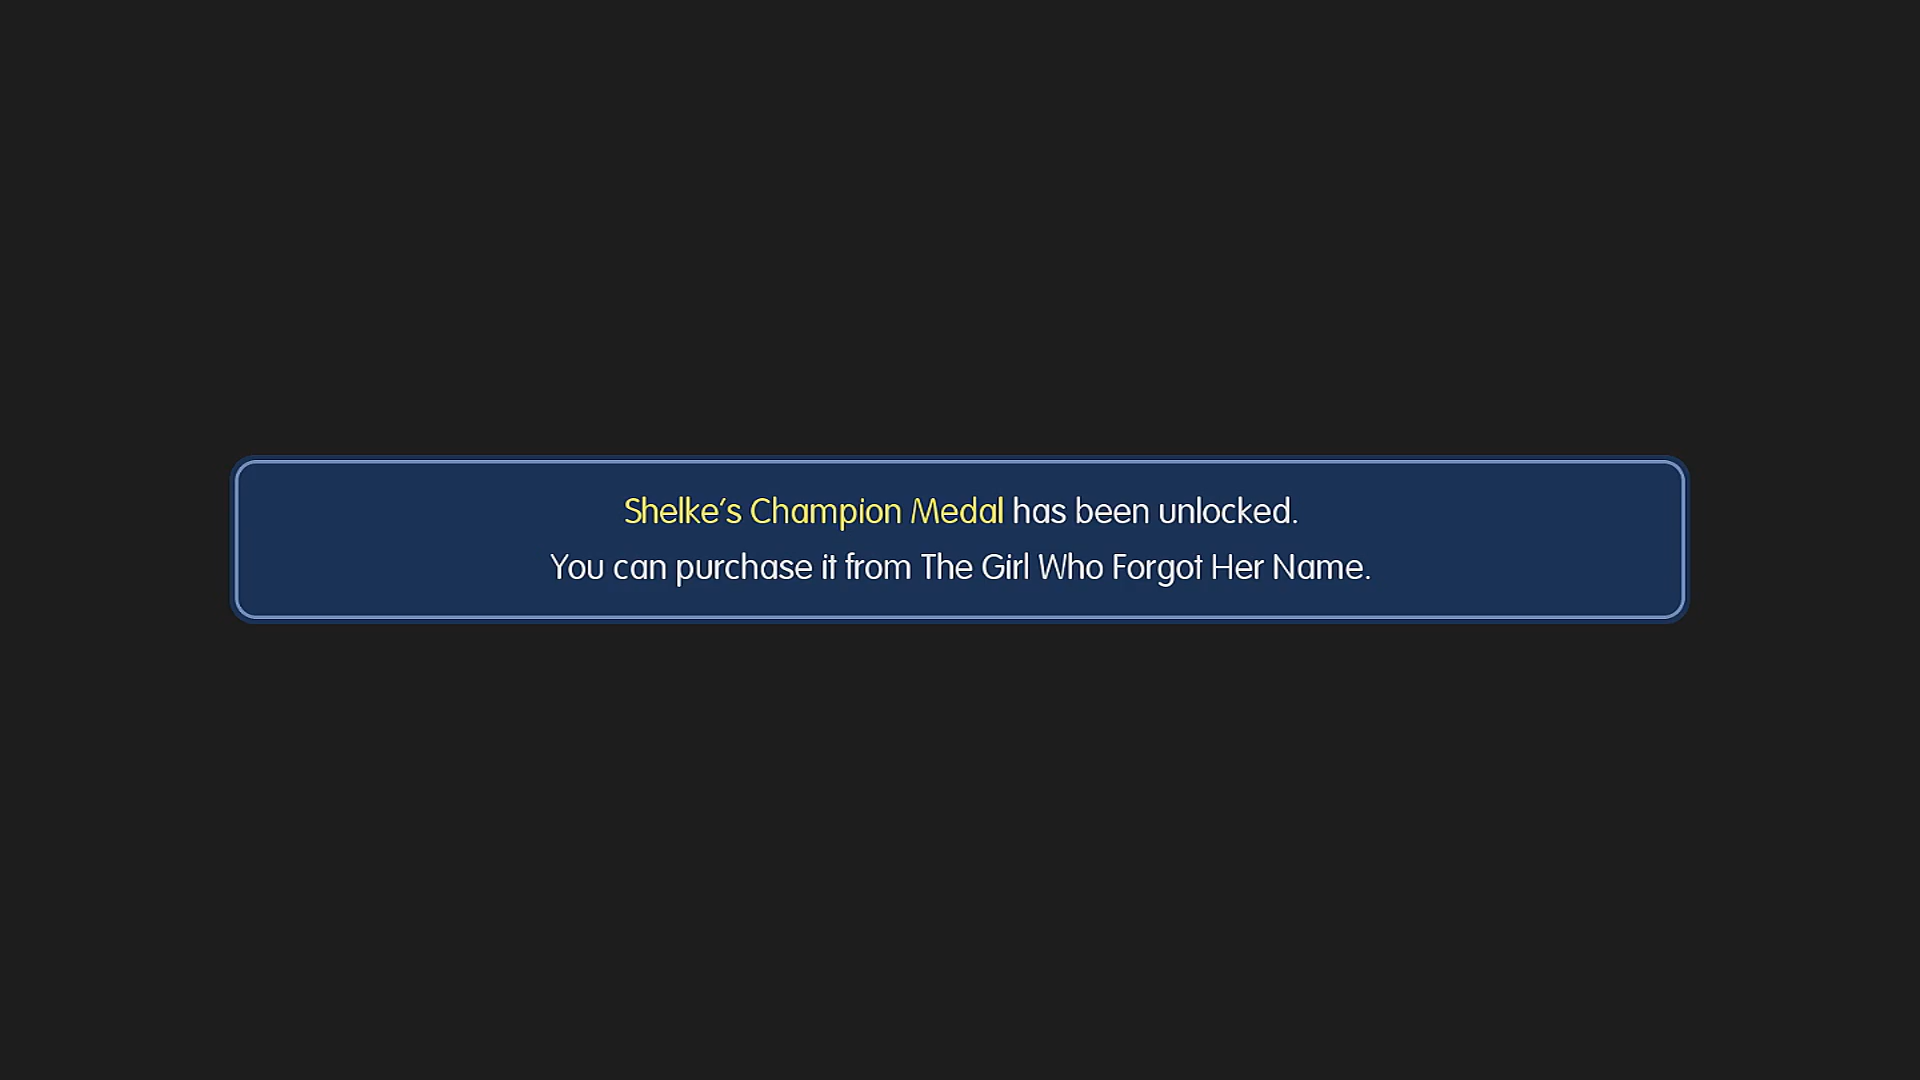 Shelke's Champion Medal has been unlocked.
You can purchase it from The Girl Who Forgot Her Name.